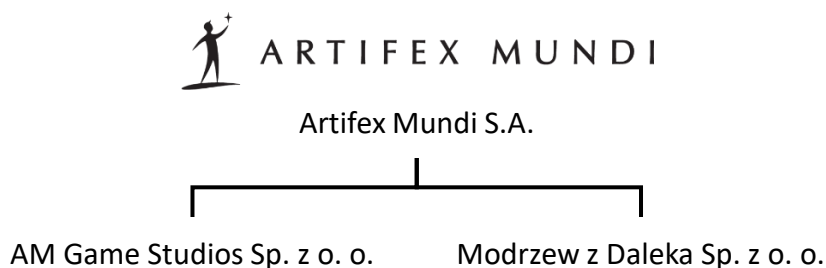 ARTIFEX MUNDI
Artifex Mundi S.A.
AM Game Studios Sp. z o. o.
Modrzew z Daleka Sp. z o. o.